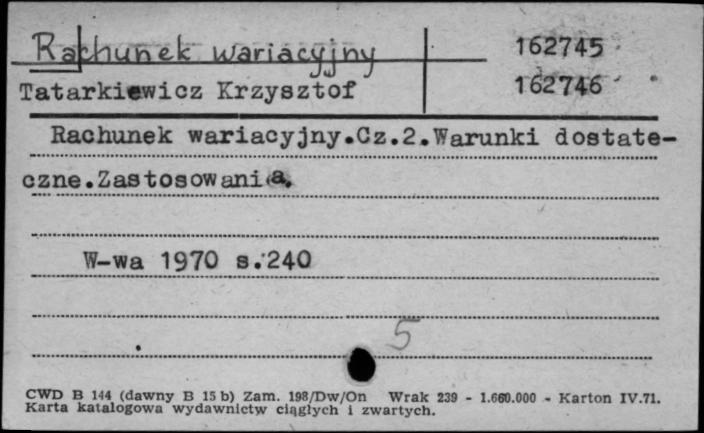 Rachunek wariacyjny
162745
Tatarkiewicz Krzysztof
162746
Rachunek wariacyjny.Cz.2.Warunki dostate-
czne.Zastosowania.
W-wa 1970 s.240
5
CWD B 144 (dawny B 15 b) Zam. 198/Dw/On Wrak 239 - 1.660.000 - Karton IV.71.
Karta katalogowa wydawnictw ciągłych i zwartych.